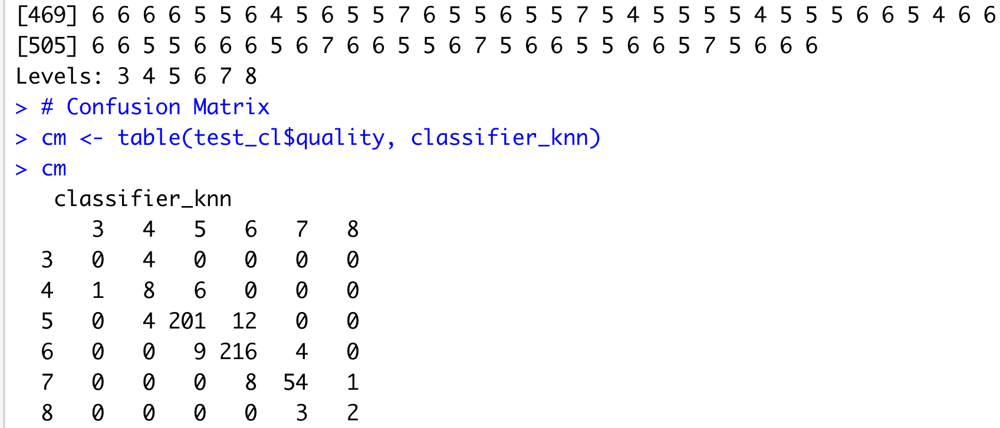 [469] 6 6 6 6 5 5 6 4 5 6 5 5 7 6 5 5 6 5 5 7 5 4 5 5 5 5 4 5 5 5 6 6 5 4 6 6
[505] 6 6 5 5 6 6 6 5 6 7 6 6 5 5 6 7 5 6 6 5 5 6 6 5 7 5 6 6 6
Levels: 3 4 5 6 7 8
> # Confusion Matrix
> cm <- table(test_cl$quality, classifier_knn)
> cm
   classifier_knn
      3   4   5   6   7   8
  3   0   4   0   0   0   0
  4   1   8   6   0   0   0
  5   0   4 201  12   0   0
  6   0   0   9 216   4   0
  7   0   0   0   8  54   1
  8   0   0   0   0   3   2